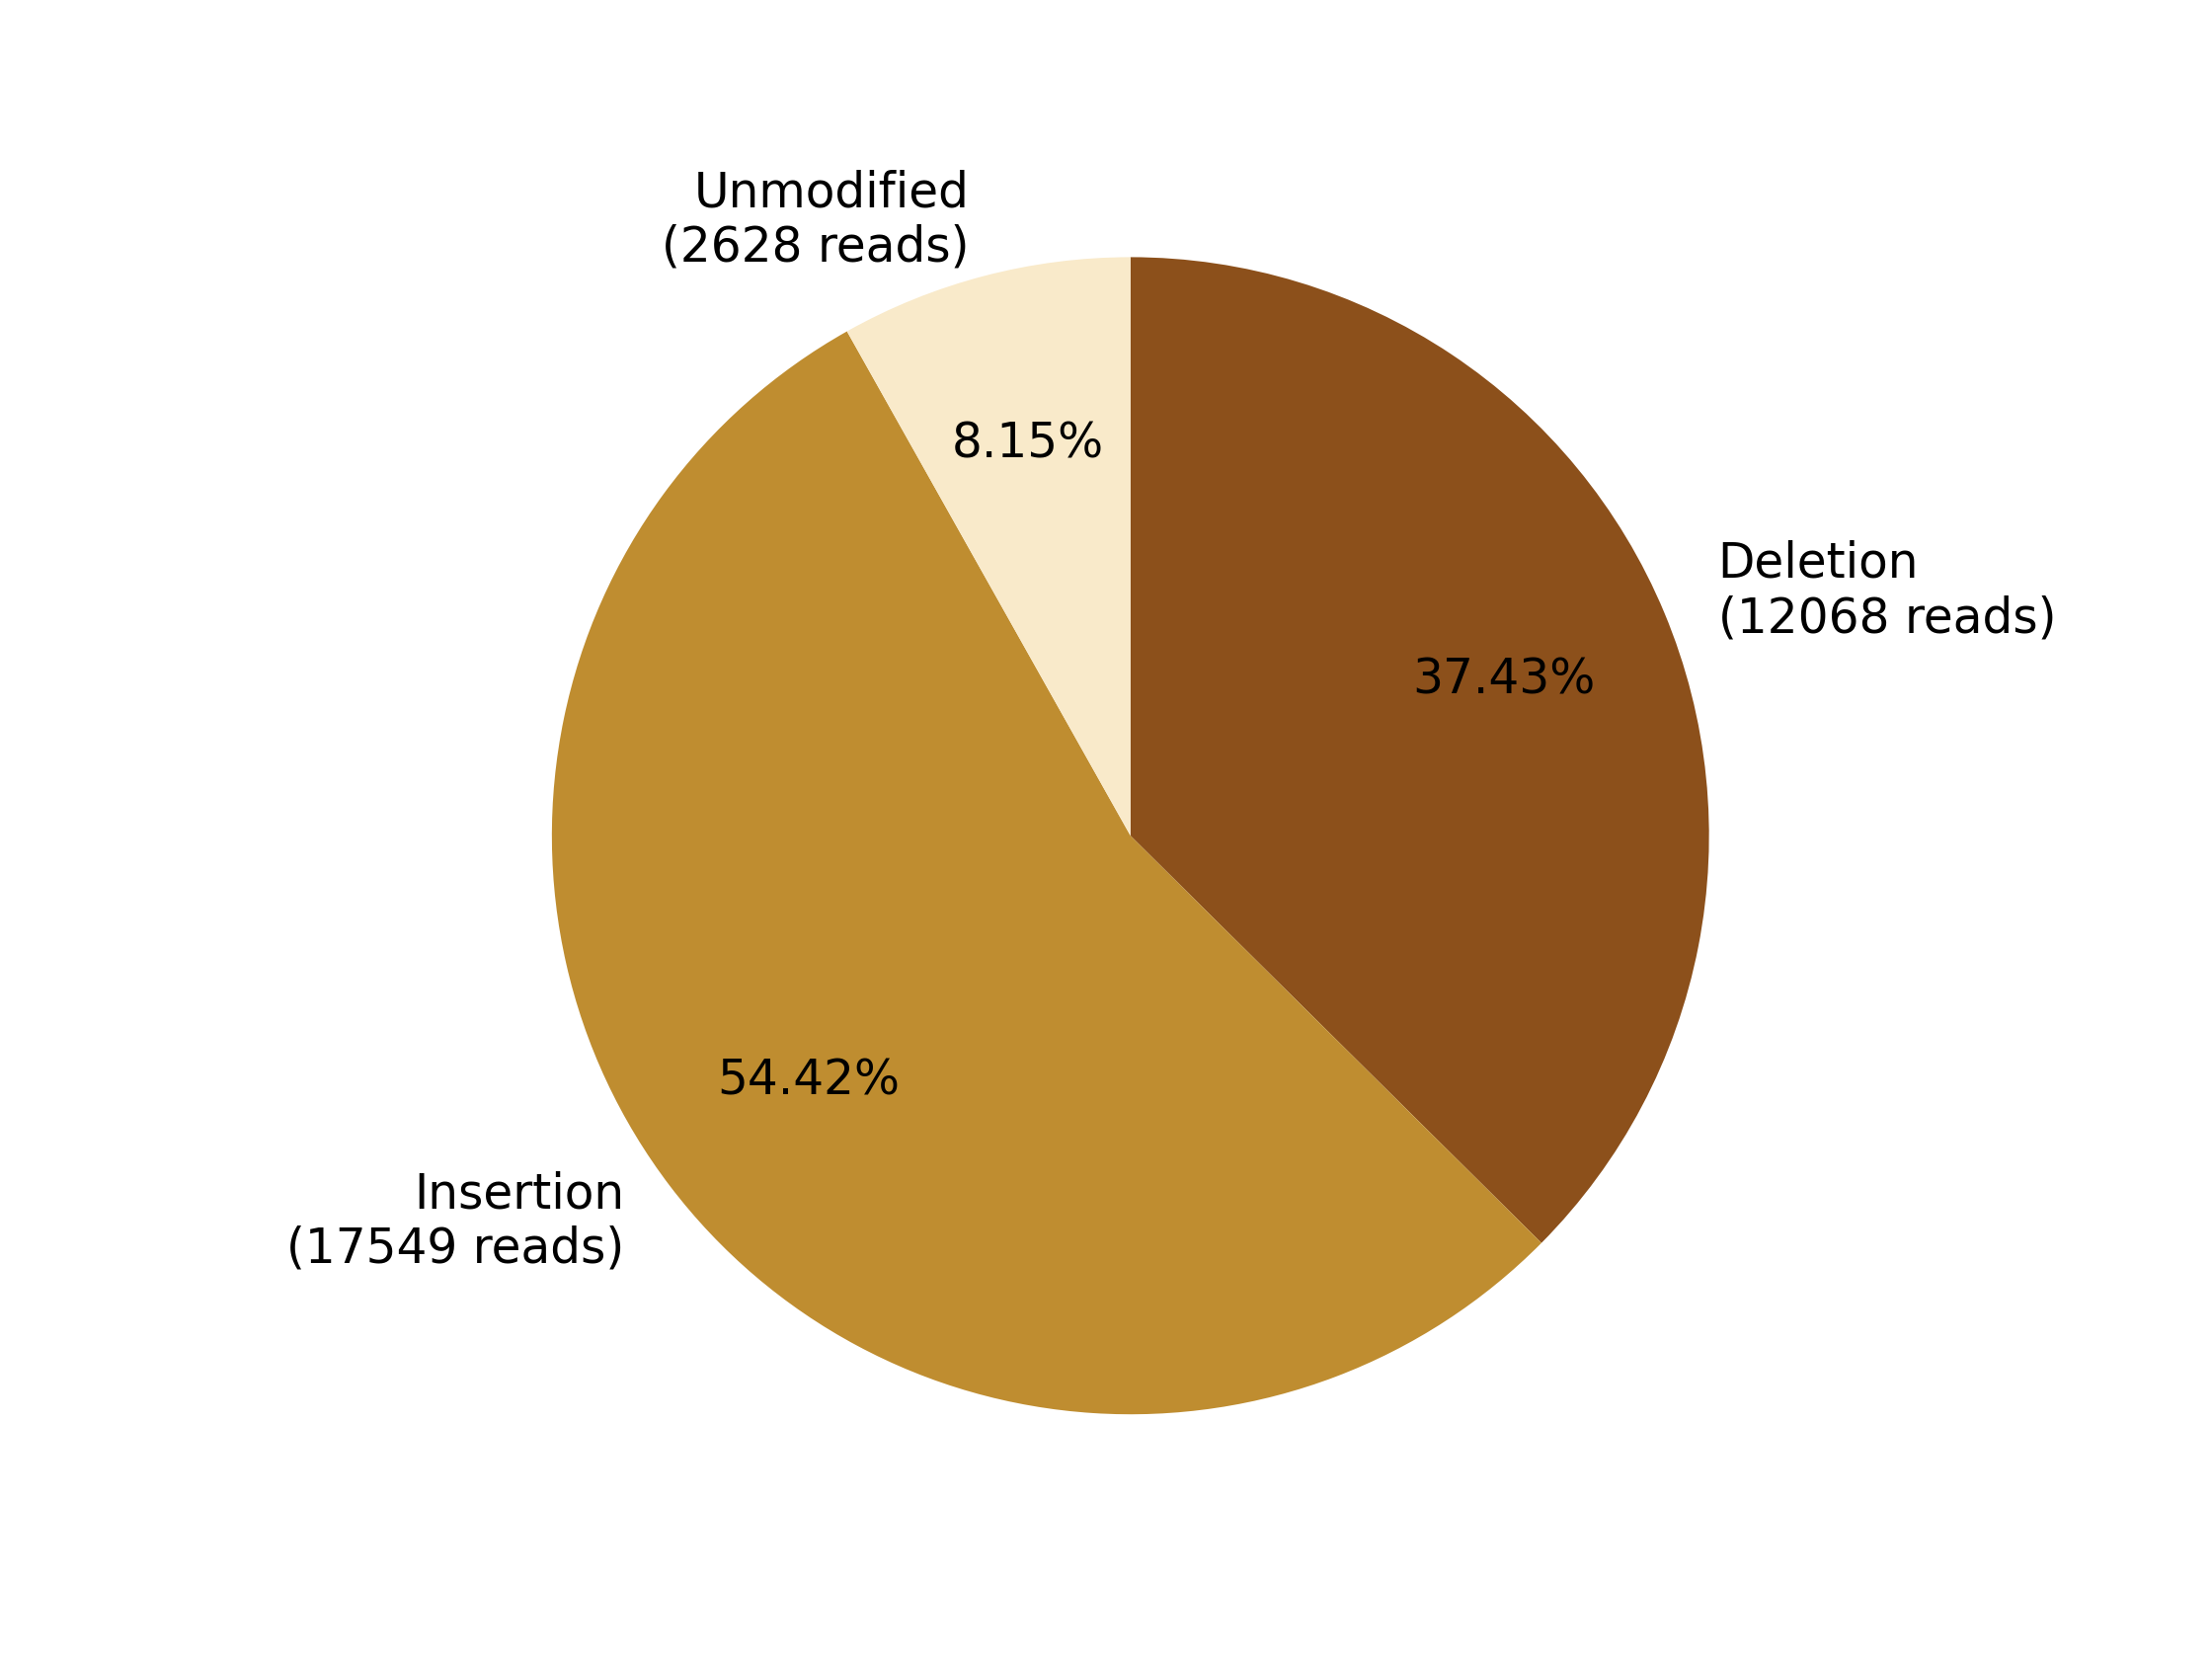 Unmodified
(2628 reads)
8.15%
Deletion
(12068 reads)
37.43%
54.42%
Insertion
(17549 reads)